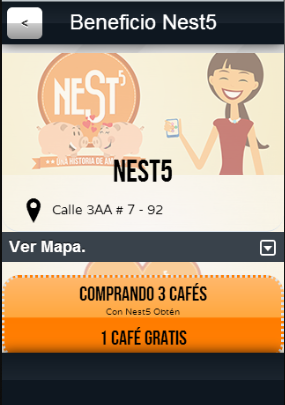 <
Beneficio Nest5
NEST5
UNA HISTORIA DE AMOR
NEST5
Calle 3AA # 7 - 92
Ver Mapa.
COMPRANDO 3 CAFÉS
Con Nest5 Obtén
1 CAFÉ GRATIS